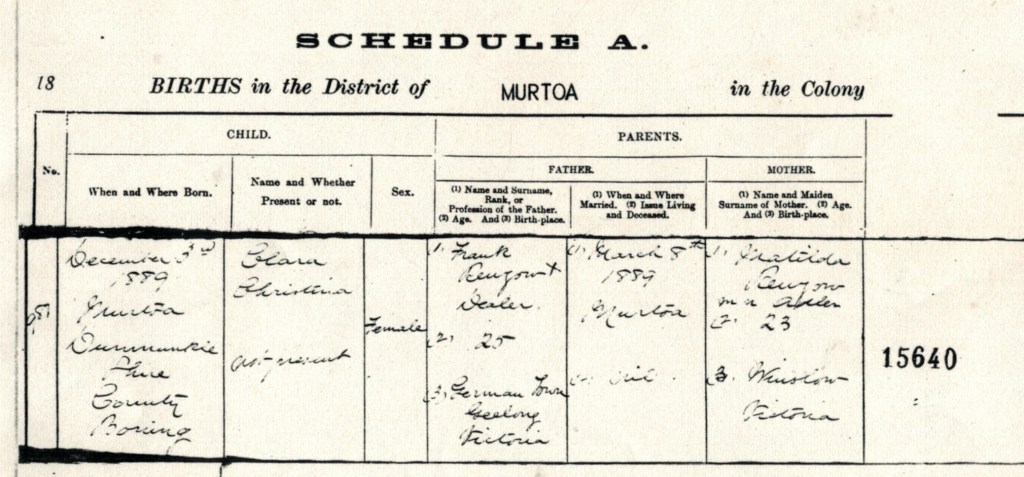 SCHEDULE A.
18 BIRTHS in the District of MURTOA in the Colony
CHILD.
PARENTS.
No.
When and Where Born.
Name and Whether
Present or not.
Sex.
FATHER.
(1) Name and Surname,
Rank, or
Profession of the Father.
(2) Age. And (3) Birth-place.
(1) When and Where
Married. (2) Issue Living
and Deceased.
MOTHER.
(1) Name and Maiden
Surname of Mother. (2) Age.
And (3) Birth-place.
December 3rd
1889
Murtoa
Dunmunkie
Shire
County
Borung
Clara
Christina
not present
Female
1. Frank
Dealer.
(2) 25
(3) German Town
Geelong
Victoria
(1) March 8th
1889
Murtoa
(2) Nil.
1. Matilda
Rengow
m n
2. 23
3. Winslow
Victoria
15640